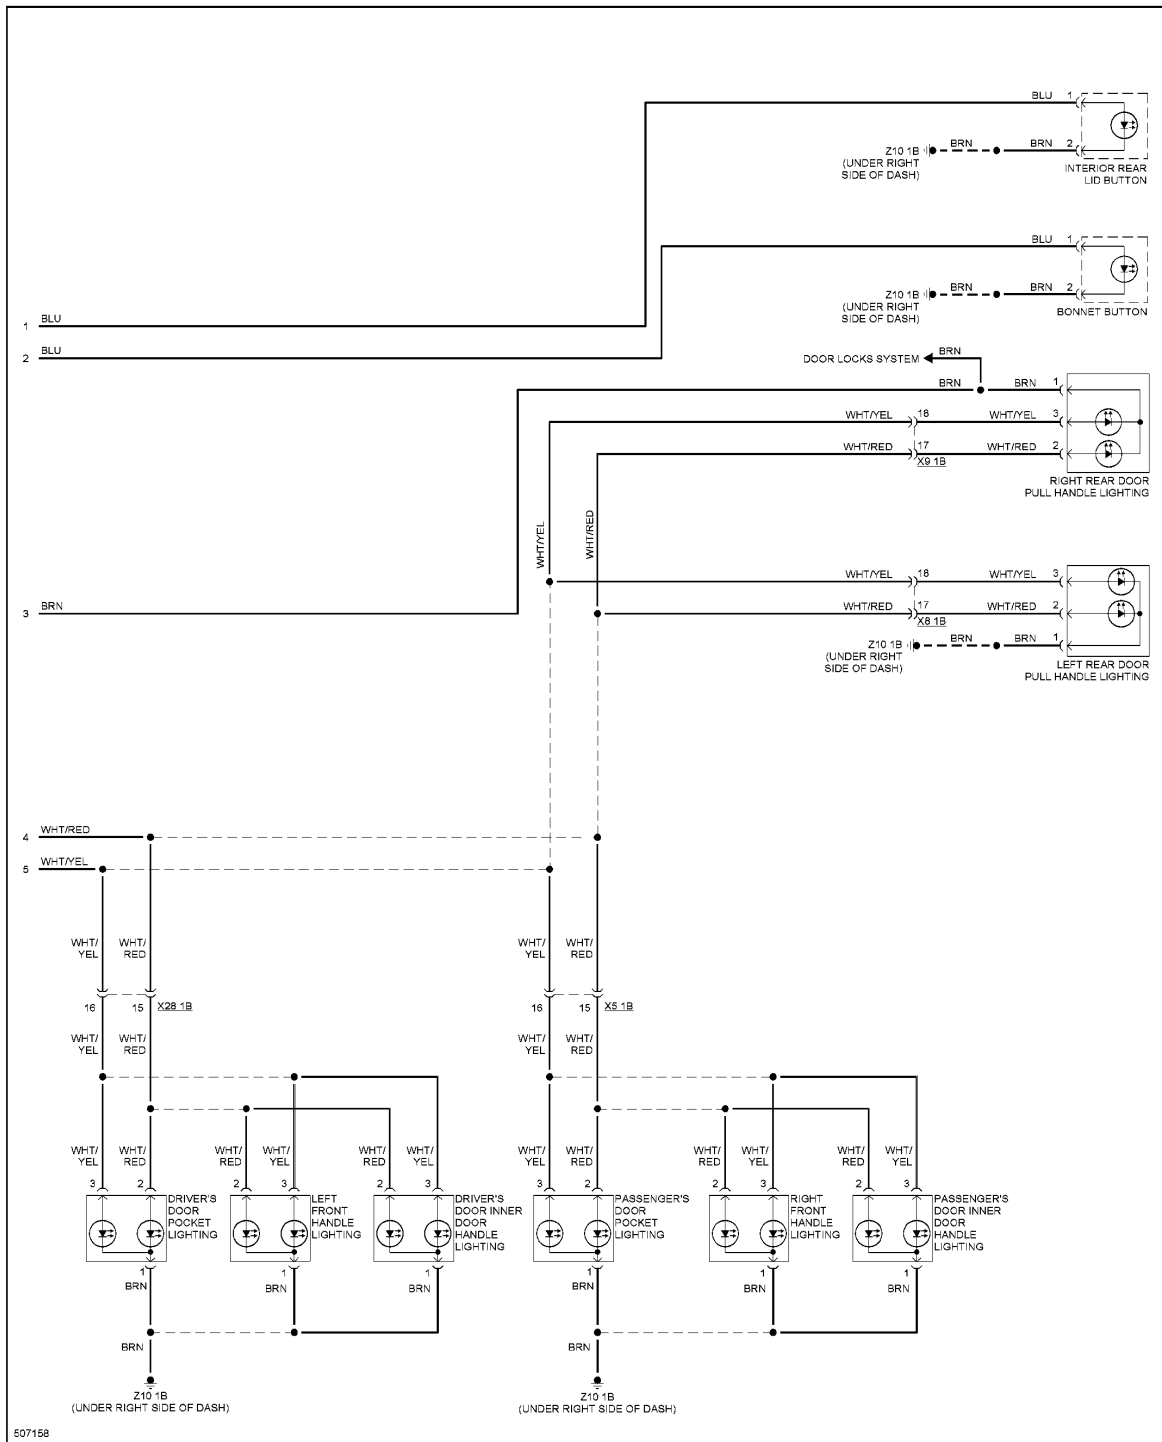 BLU 1
Z10 1B BRN BRN 2
(UNDER RIGHT
SIDE OF DASH)
INTERIOR REAR
LID BUTTON
BLU 1
Z10 1B BRN BRN 2
(UNDER RIGHT
SIDE OF DASH)
BONNET BUTTON
1 BLU
2 BLU
DOOR LOCKS SYSTEM BRN
BRN BRN 1
WHT/YEL 18 WHT/YEL 3
WHT/RED 17 WHT/RED 2
X9 1B
RIGHT REAR DOOR
PULL HANDLE LIGHTING
WHT/YEL
WHT/RED
WHT/YEL 18 WHT/YEL 3
3 BRN
WHT/RED 17 WHT/RED 2
X8 1B
Z10 1B BRN BRN 1
(UNDER RIGHT
SIDE OF DASH)
LEFT REAR DOOR
PULL HANDLE LIGHTING
4 WHT/RED
5 WHT/YEL
WHT/ WHT/ WHT/ WHT/
YEL RED YEL RED
16 15 X28 1B 16 15 X5 1B
WHT/ WHT/ WHT/ WHT/
YEL RED YEL RED
WHT/ WHT/ WHT/ WHT/ WHT/ WHT/ WHT/ WHT/ WHT/ WHT/ WHT/ WHT/
YEL RED RED YEL RED YEL YEL RED RED YEL RED YEL
3 2 2 3 2 3 3 2 2 3 2 3
DRIVER'S
DOOR
POCKET
LIGHTING
LEFT
FRONT
HANDLE
LIGHTING
DRIVER'S
DOOR INNER
DOOR
HANDLE
LIGHTING
PASSENGER'S
DOOR
POCKET
LIGHTING
RIGHT
FRONT
HANDLE
LIGHTING
PASSENGER'S
DOOR INNER
DOOR
HANDLE
LIGHTING
1 1 1 1 1 1
BRN BRN BRN BRN BRN BRN
BRN BRN
Z10 1B
(UNDER RIGHT SIDE OF DASH)
Z10 1B
(UNDER RIGHT SIDE OF DASH)
507158